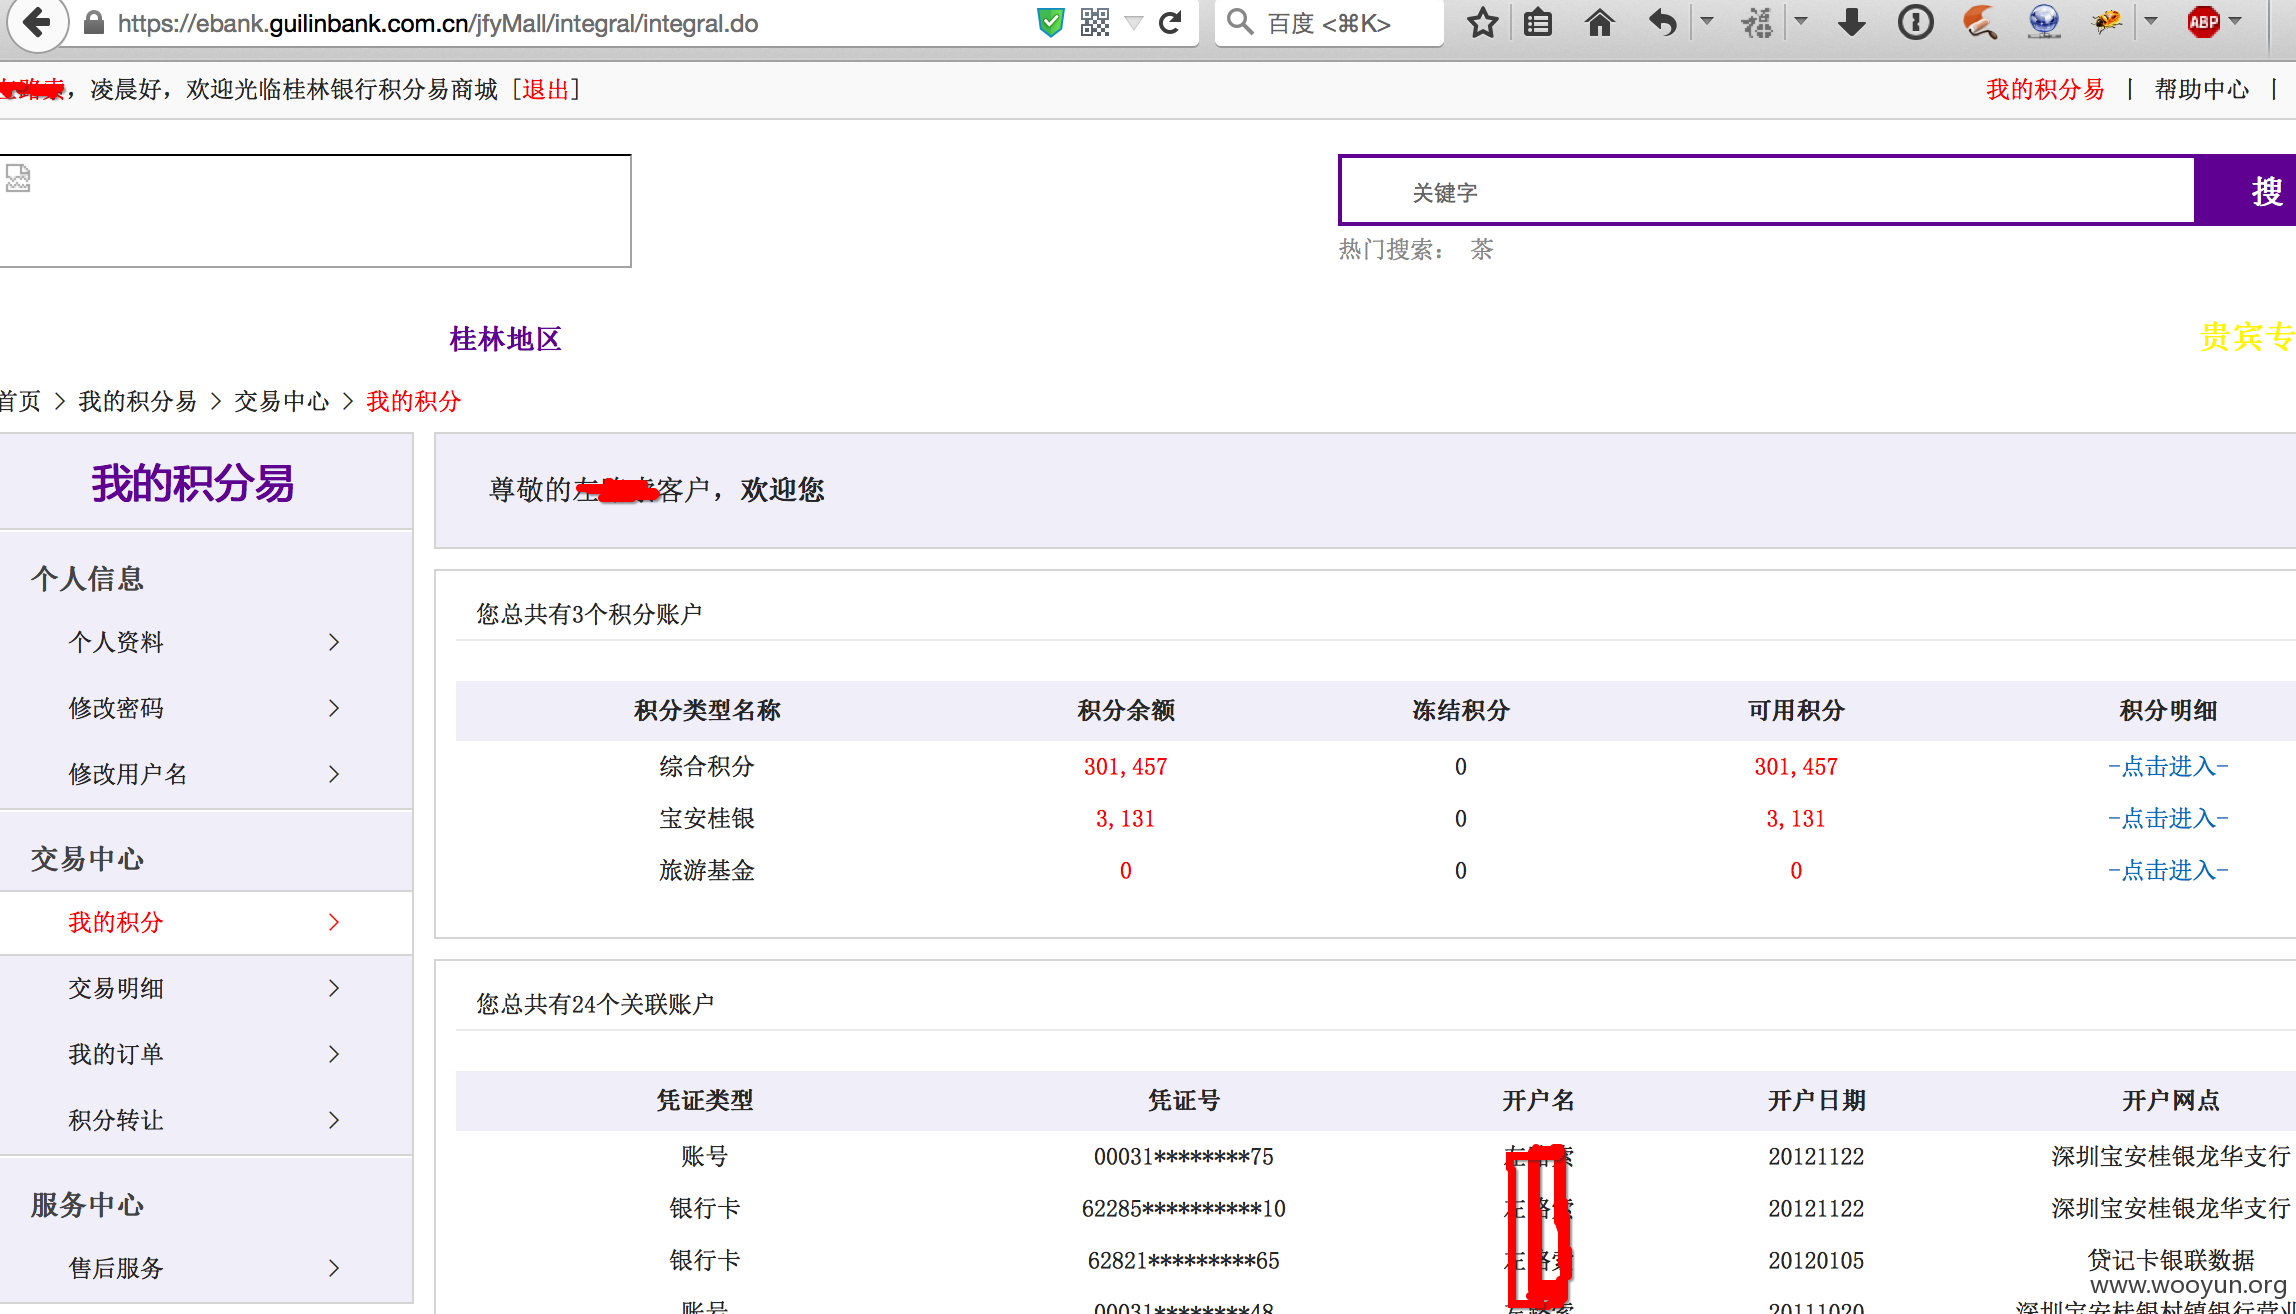 https://ebank.guilinbank.com.cn/jfyMall/integral/integral.do
百度 <⌘K>
福
ABP
，凌晨好，欢迎光临桂林银行积分易商城 [退出]
我的积分易 | 帮助中心 |
关键字
搜
热门搜索： 茶
桂林地区
贵宾专
首页 > 我的积分易 > 交易中心 > 我的积分
我的积分易
个人信息
个人资料 >
修改密码 >
修改用户名 >
交易中心
我的积分 >
交易明细 >
我的订单 >
积分转让 >
服务中心
售后服务 >
尊敬的左 客户，欢迎您
您总共有3个积分账户
积分类型名称 积分余额 冻结积分 可用积分 积分明细
综合积分 301,457 0 301,457 -点击进入-
宝安桂银 3,131 0 3,131 -点击进入-
旅游基金 0 0 0 -点击进入-
您总共有24个关联账户
凭证类型 凭证号 开户名 开户日期 开户网点
账号 00031********75 20121122 深圳宝安桂银龙华支行
银行卡 62285**********10 20121122 深圳宝安桂银龙华支行
银行卡 62821*********65 20120105 贷记卡银联数据
账号 00031********48 20111020 深圳宝安桂银村镇银行营业
www.wooyun.org